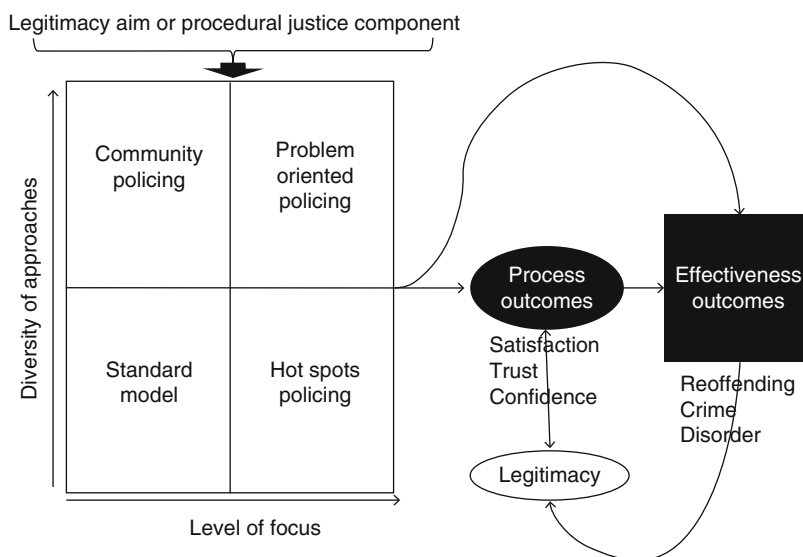 Legitimacy aim or procedural justice component
Diversity of approaches
Community
policing
Problem
oriented
policing
Standard
model
Hot spots
policing
Level of focus
Process
outcomes
Satisfaction
Trust
Confidence
Legitimacy
Effectiveness
outcomes
Reoffending
Crime
Disorder